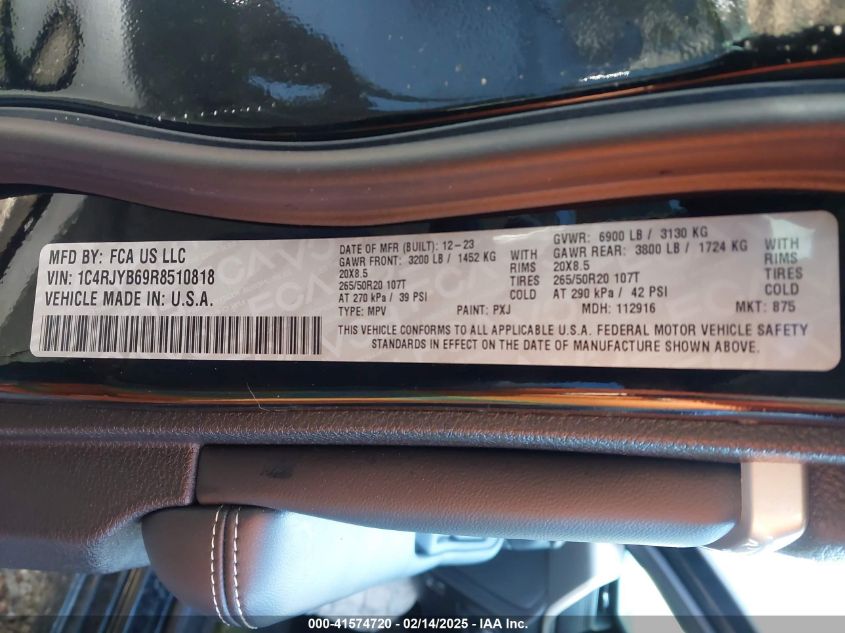 MFD BY: FCA US LLC
VIN: 1C4RJYB69R8510818
VEHICLE MADE IN: U.S.A.
DATE OF MFR (BUILT): 12-23
GAWR FRONT: 3200 LB / 1452 KG WITH
20X8.5 RIMS
265/50R20 107T TIRES
AT 270 kPa / 39 PSI COLD
TYPE: MPV PAINT: PXJ
GVWR: 6900 LB / 3130 KG
GAWR REAR: 3800 LB / 1724 KG WITH
20X8.5 RIMS
265/50R20 107T TIRES
AT 290 kPa / 42 PSI COLD
MDH: 112916 MKT: B75
THIS VEHICLE CONFORMS TO ALL APPLICABLE U.S.A. FEDERAL MOTOR VEHICLE SAFETY
STANDARDS IN EFFECT ON THE DATE OF MANUFACTURE SHOWN ABOVE.
000-41574720 - 02/14/2025 - IAA Inc.